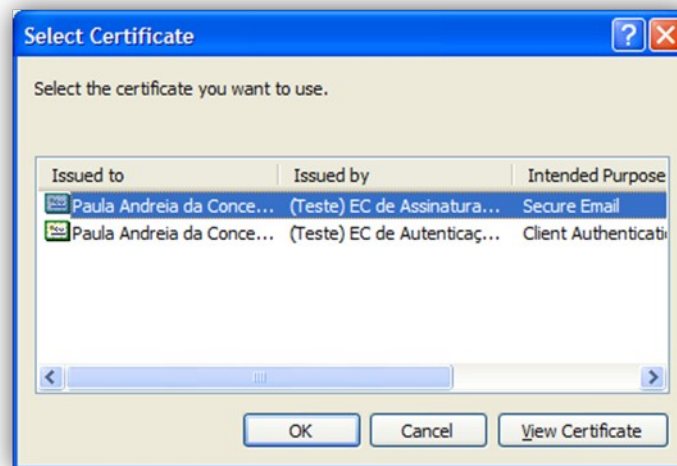 Select Certificate
Select the certificate you want to use.
Issued to Issued by Intended Purpose
Paula Andreia da Conce... (Teste) EC de Assinatura... Secure Email
Paula Andreia da Conce... (Teste) EC de Autenticaç... Client Authenticati
OK Cancel View Certificate